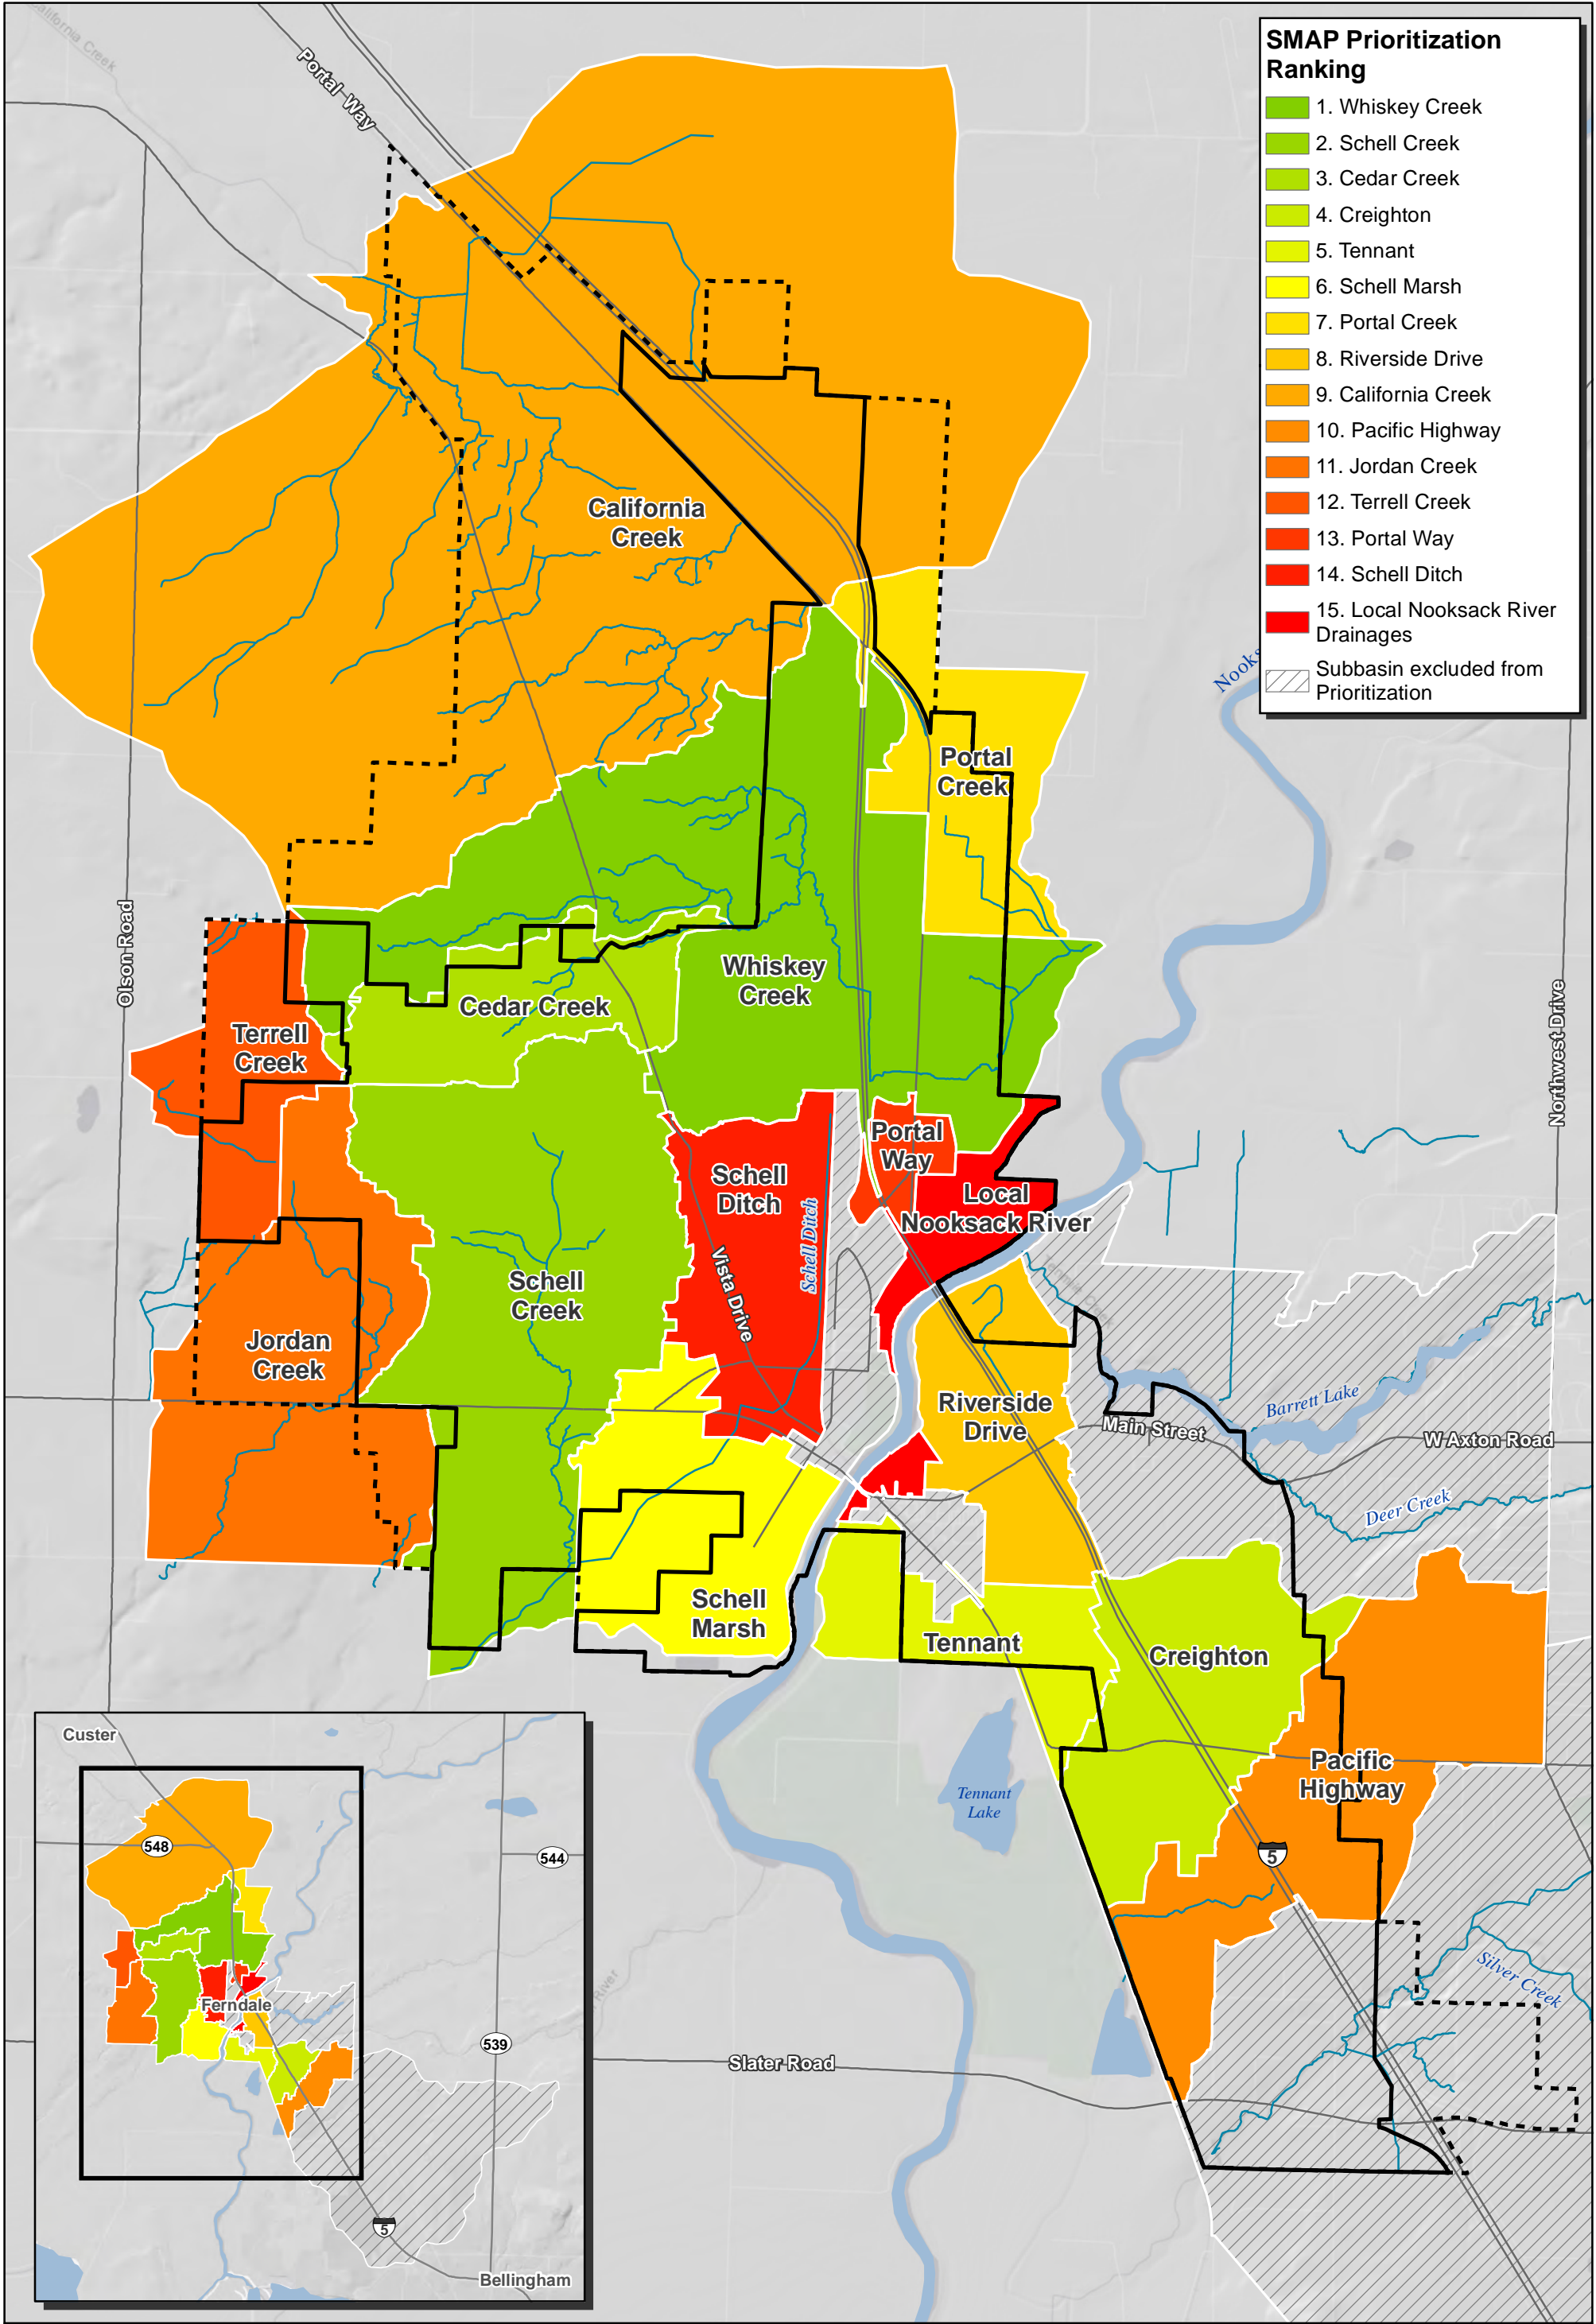 California Creek
Portal Way
SMAP Prioritization
Ranking
1. Whiskey Creek
2. Schell Creek
3. Cedar Creek
4. Creighton
5. Tennant
6. Schell Marsh
7. Portal Creek
8. Riverside Drive
9. California Creek
10. Pacific Highway
11. Jordan Creek
12. Terrell Creek
13. Portal Way
14. Schell Ditch
15. Local Nooksack River
Drainages
Subbasin excluded from
Prioritization
California
Creek
Portal
Creek
Olson Road
Whiskey
Creek
Cedar Creek
Terrell
Creek
Northwest Drive
Portal
Way
Schell
Ditch
Schell Ditch
Local
Nooksack River
Vista Drive
Schell
Creek
Jordan
Creek
Riverside
Drive
Barrett Lake
Main Street
W Axton Road
Deer Creek
Schell
Marsh
Tennant
Creighton
Pacific
Highway
Tennant
Lake
5
Silver Creek
Slater Road
Custer
548
544
Ferndale
539
5
Bellingham
River